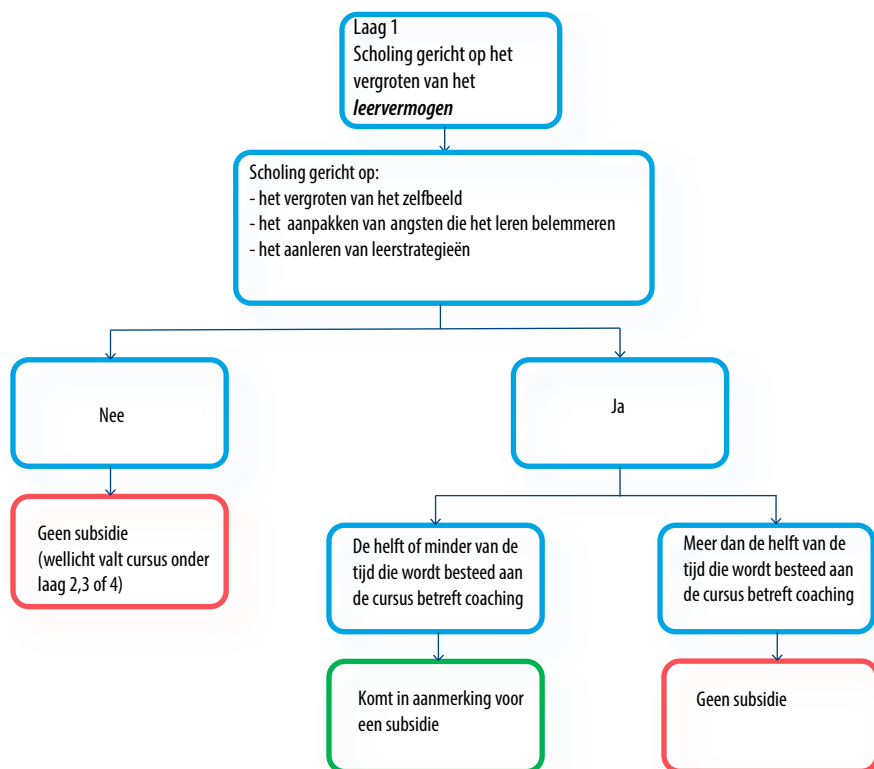 Laag 1
Scholing gericht op het
vergroten van het
leervermogen
Scholing gericht op:
- het vergroten van het zelfbeeld
- het aanpakken van angsten die het leren belemmeren
- het aanleren van leerstrategieën
Nee
Ja
Geen subsidie
(wellicht valt cursus onder
laag 2,3 of 4)
De helft of minder van de
tijd die wordt besteed aan
de cursus betreft coaching
Meer dan de helft van de
tijd die wordt besteed aan
de cursus betreft coaching
Komt in aanmerking voor
een subsidie
Geen subsidie